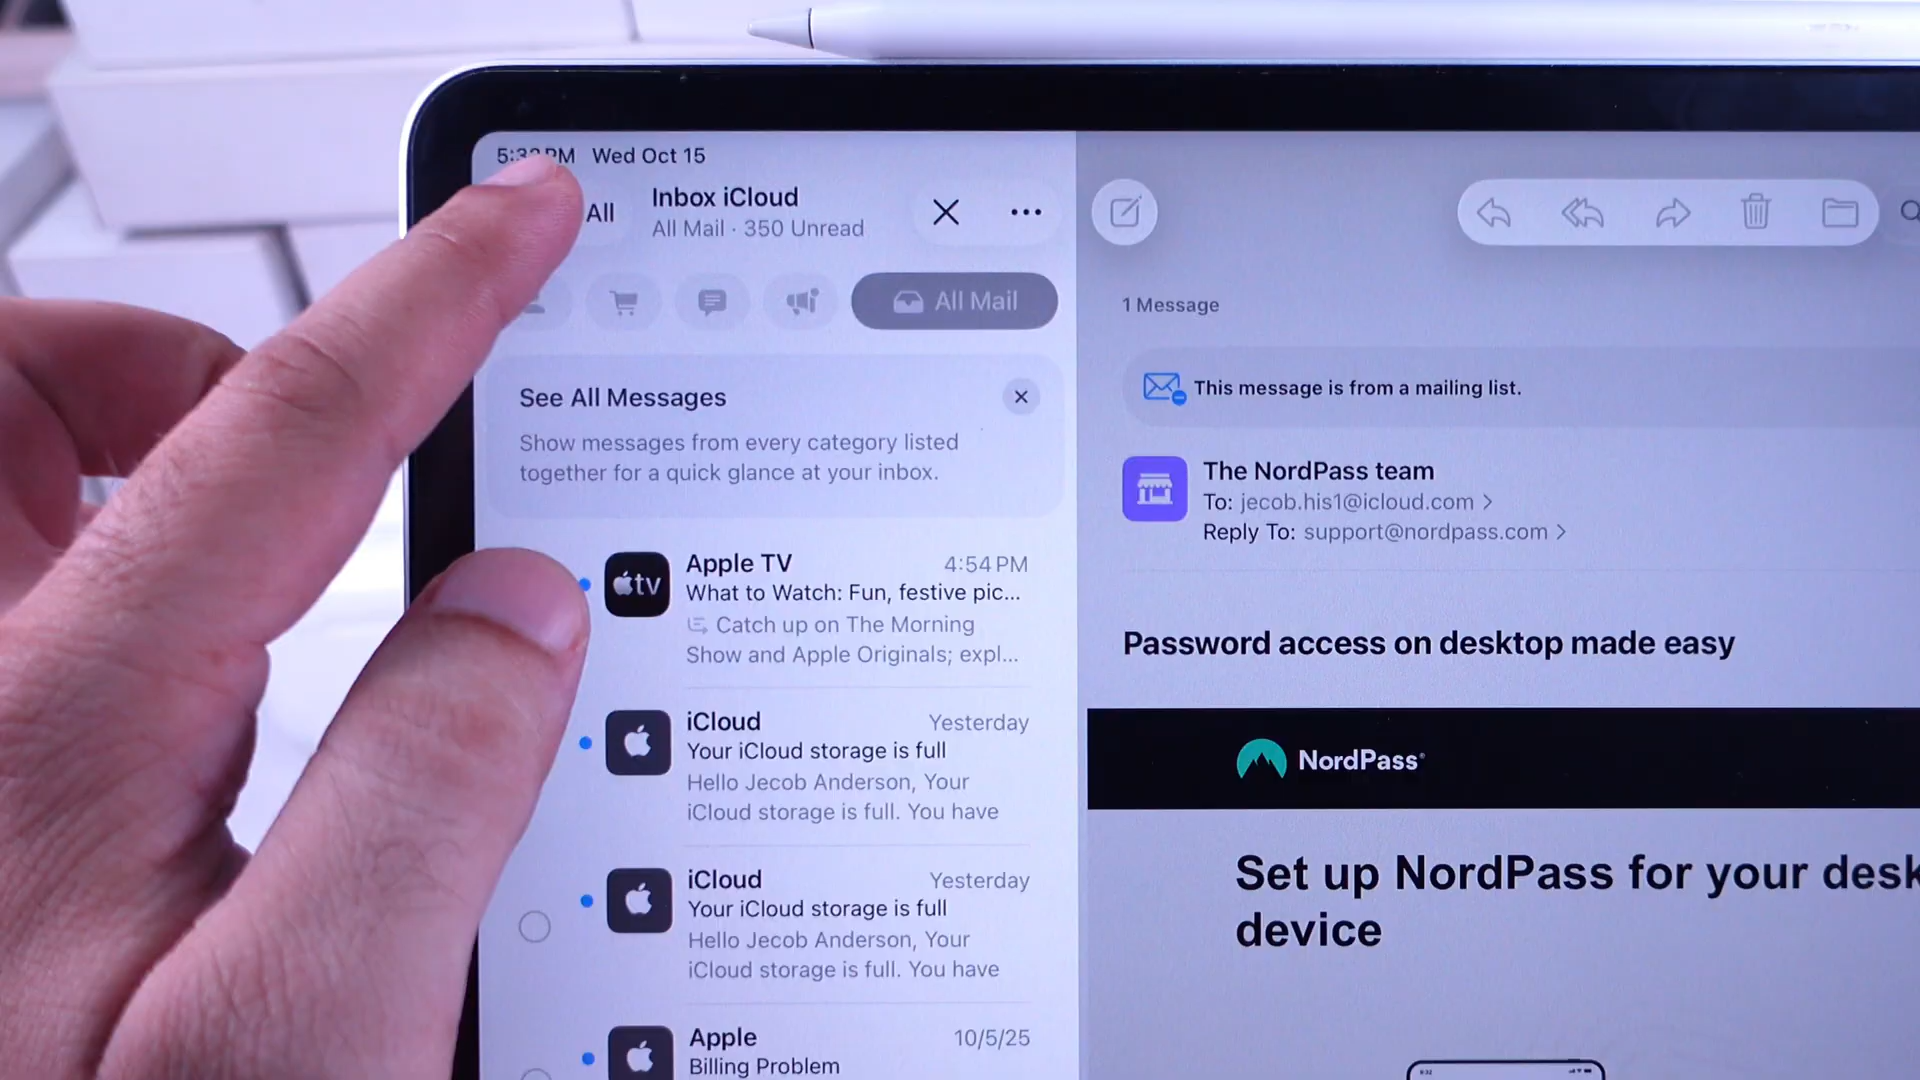 PM Wed Oct 15
All
Inbox iCloud
All Mail · 350 Unread
All Mail
See All Messages
Show messages from every category listed
together for a quick glance at your inbox.
tv
Apple TV 4:54 PM
What to Watch: Fun, festive pic...
Catch up on The Morning
Show and Apple Originals; expl...
iCloud Yesterday
Your iCloud storage is full
Hello Jecob Anderson, Your
iCloud storage is full. You have
iCloud Yesterday
Your iCloud storage is full
Hello Jecob Anderson, Your
iCloud storage is full. You have
Apple 10/5/25
Billing Problem
1 Message
This message is from a mailing list.
The NordPass team
To: jecob.his1@icloud.com >
Reply To: support@nordpass.com >
Password access on desktop made easy
NordPass®
Set up NordPass for your desk
device